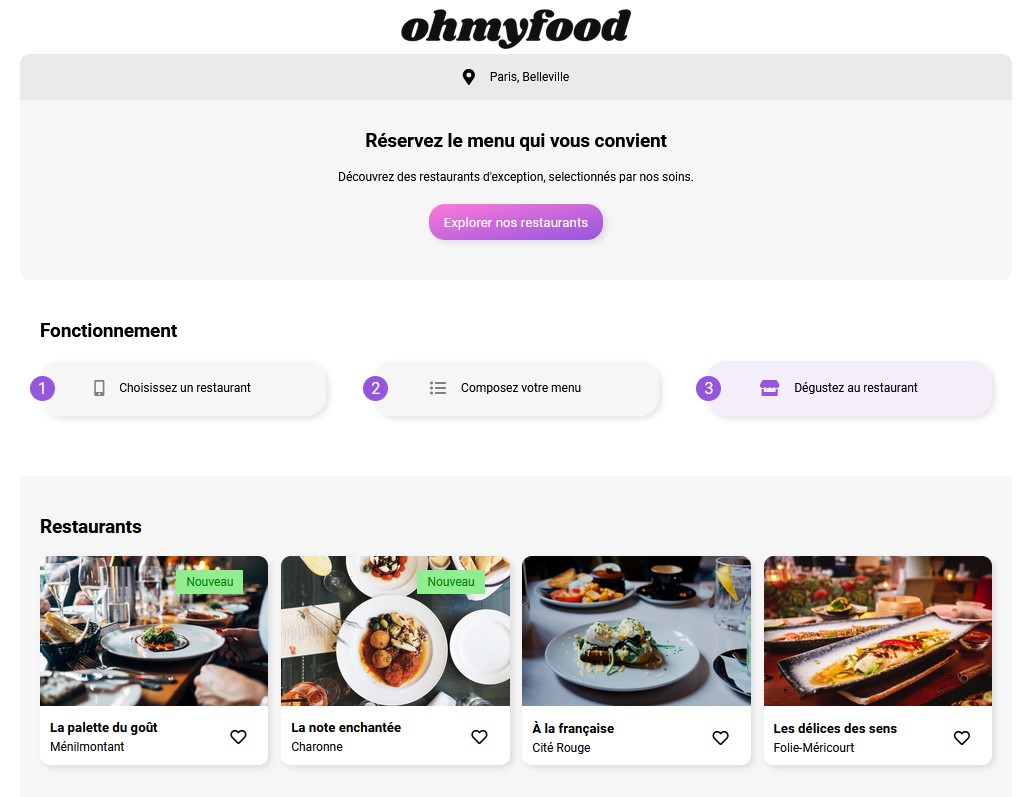 ohmyfood
Paris, Belleville
Réservez le menu qui vous convient
Découvrez des restaurants d'exception, selectionnés par nos soins.
Explorer nos restaurants
Fonctionnement
1 Choisissez un restaurant
2 Composez votre menu
3 Dégustez au restaurant
Restaurants
Nouveau
Nouveau
La palette du goût
Ménilmontant
La note enchantée
Charonne
À la française
Cité Rouge
Les délices des sens
Folie-Méricourt